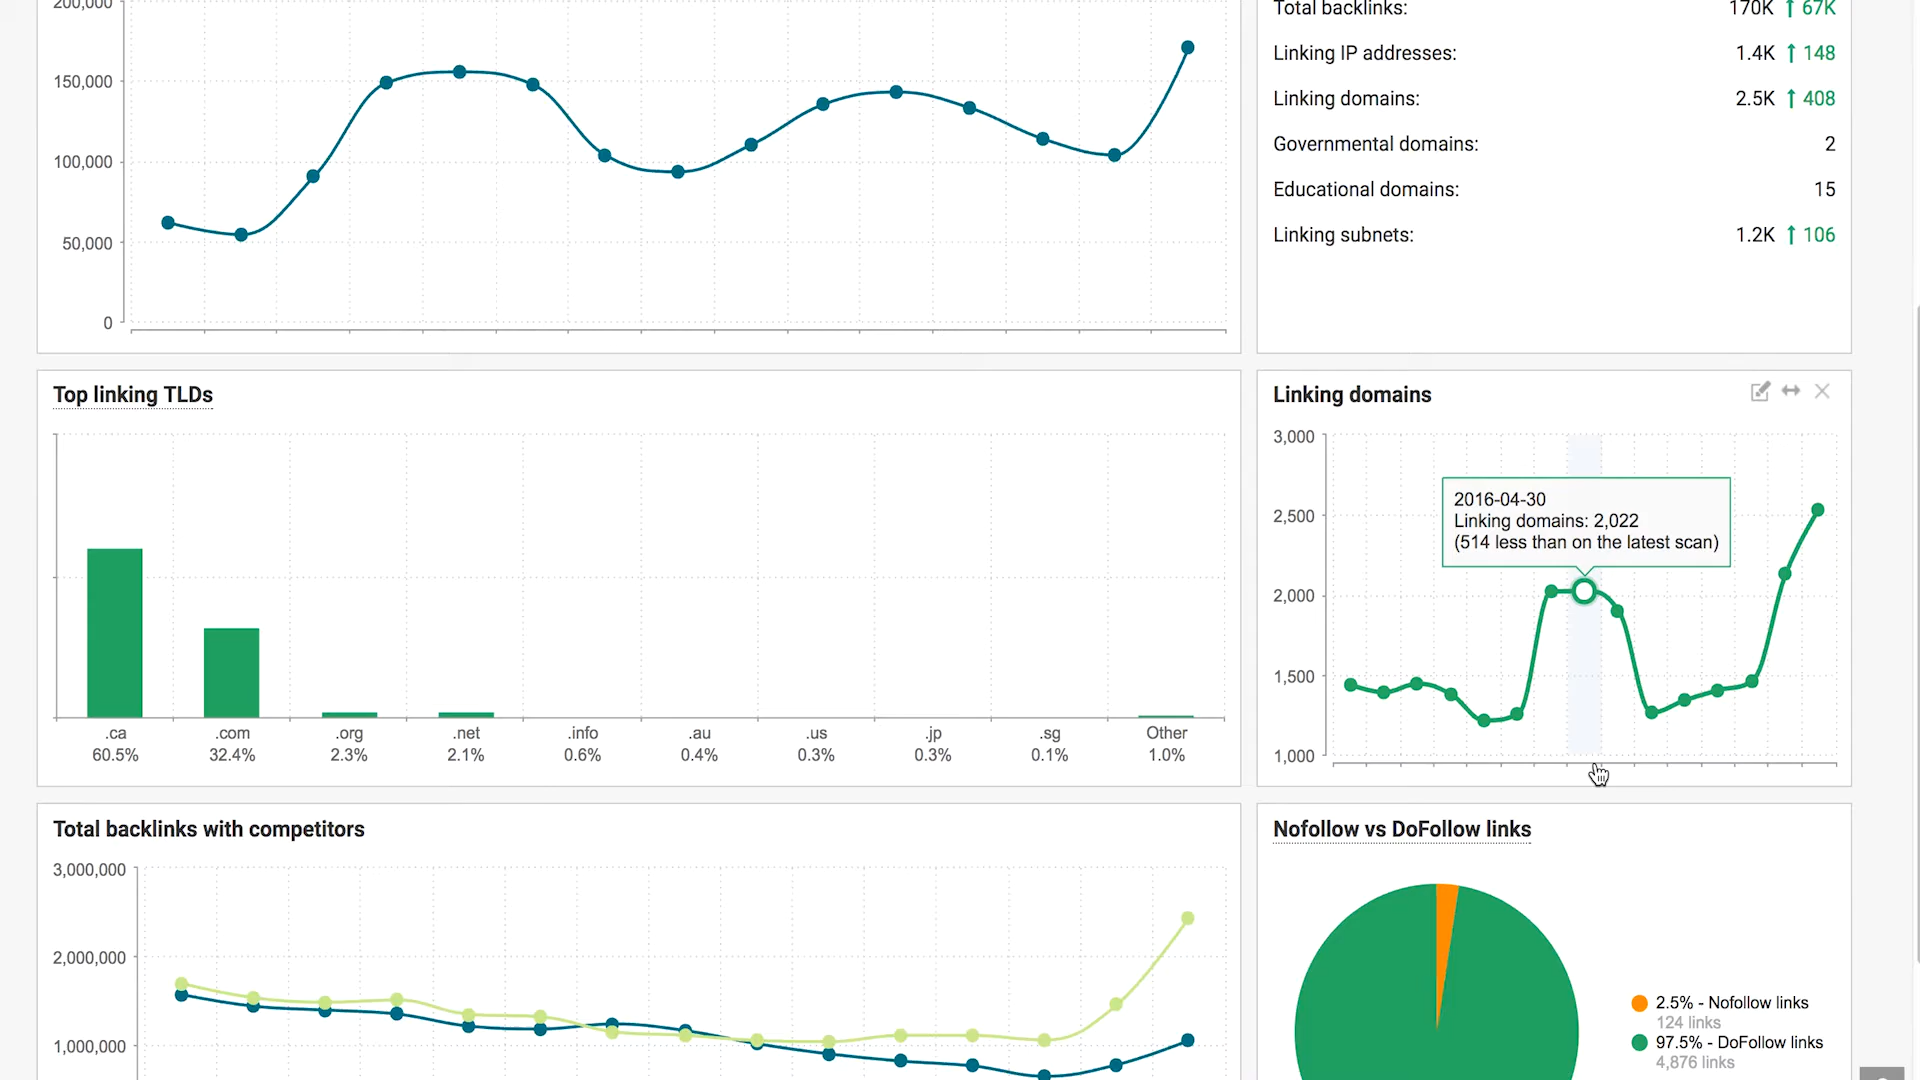 200,000
150,000
100,000
50,000
0
Total backlinks: 170K ↑ 67K
Linking IP addresses: 1.4K ↑ 148
Linking domains: 2.5K ↑ 408
Governmental domains: 2
Educational domains: 15
Linking subnets: 1.2K ↑ 106
Top linking TLDs
.ca .com .org .net .info .au .us .jp .sg Other
60.5% 32.4% 2.3% 2.1% 0.6% 0.4% 0.3% 0.3% 0.1% 1.0%
Linking domains
3,000
2,500
2,000
1,500
1,000
2016-04-30
Linking domains: 2,022
(514 less than on the latest scan)
Total backlinks with competitors
3,000,000
2,000,000
1,000,000
Nofollow vs DoFollow links
2.5% - Nofollow links
124 links
97.5% - DoFollow links
4,876 links